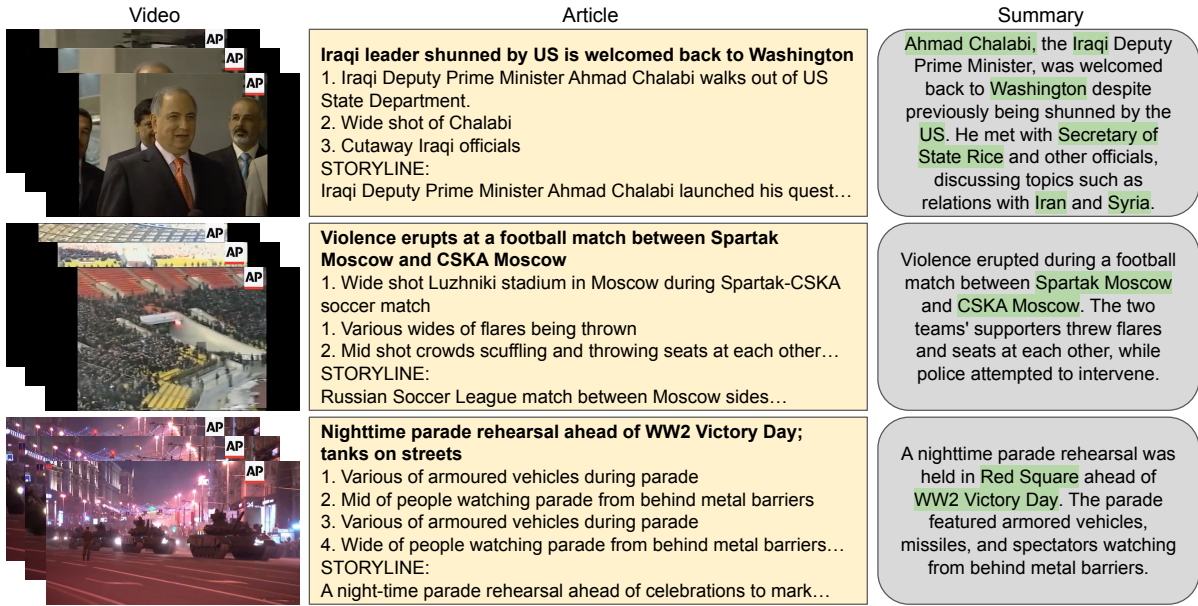 Video
Article
Summary
AP
AP
AP
Iraqi leader shunned by US is welcomed back to Washington
1. Iraqi Deputy Prime Minister Ahmad Chalabi walks out of US
State Department.
2. Wide shot of Chalabi
3. Cutaway Iraqi officials
STORYLINE:
Iraqi Deputy Prime Minister Ahmad Chalabi launched his quest…
Ahmad Chalabi, the Iraqi Deputy
Prime Minister, was welcomed
back to Washington despite
previously being shunned by the
US. He met with Secretary of
State Rice and other officials,
discussing topics such as
relations with Iran and Syria.
AP
AP
AP
Violence erupts at a football match between Spartak
Moscow and CSKA Moscow
1. Wide shot Luzhniki stadium in Moscow during Spartak-CSKA
soccer match
1. Various wides of flares being thrown
2. Mid shot crowds scuffling and throwing seats at each other…
STORYLINE:
Russian Soccer League match between Moscow sides…
Violence erupted during a football
match between Spartak Moscow
and CSKA Moscow. The two
teams' supporters threw flares
and seats at each other, while
police attempted to intervene.
AP
AP
AP
Nighttime parade rehearsal ahead of WW2 Victory Day;
tanks on streets
1. Various of armoured vehicles during parade
2. Mid of people watching parade from behind metal barriers
3. Various of armoured vehicles during parade
4. Wide of people watching parade from behind metal barriers…
STORYLINE:
A night-time parade rehearsal ahead of celebrations to mark…
A nighttime parade rehearsal was
held in Red Square ahead of
WW2 Victory Day. The parade
featured armored vehicles,
missiles, and spectators watching
from behind metal barriers.